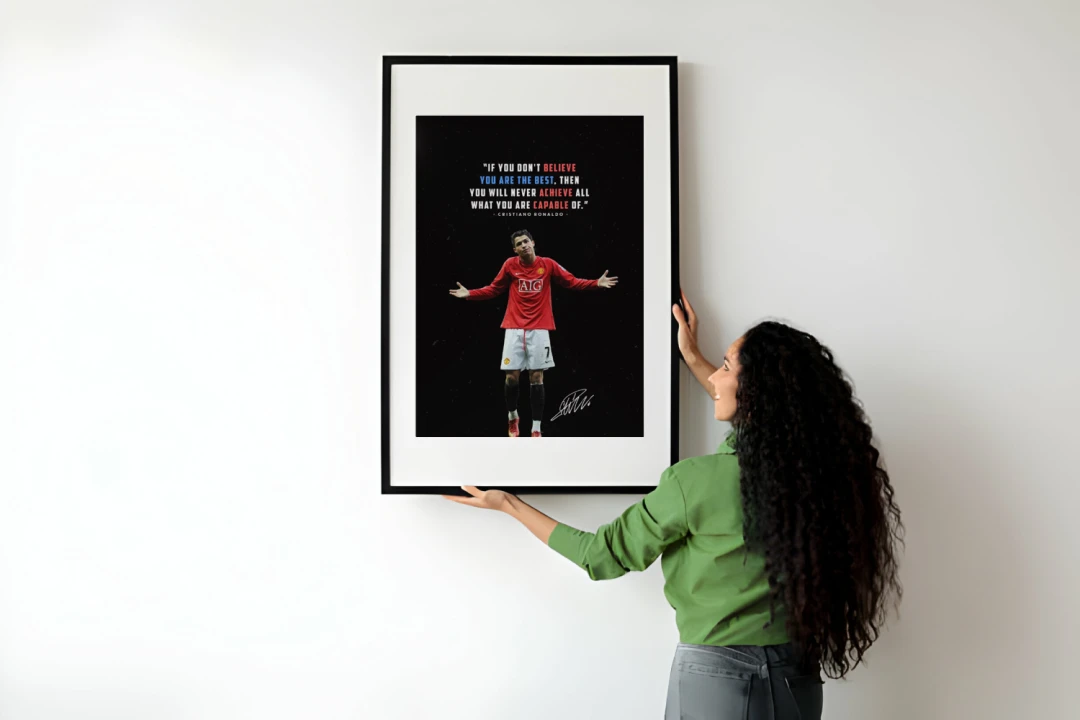 "IF YOU DON'T BELIEVE
YOU ARE THE BEST, THEN
YOU WILL NEVER ACHIEVE ALL
WHAT YOU ARE CAPABLE OF."
- CRISTIANO RONALDO -
AIG
7